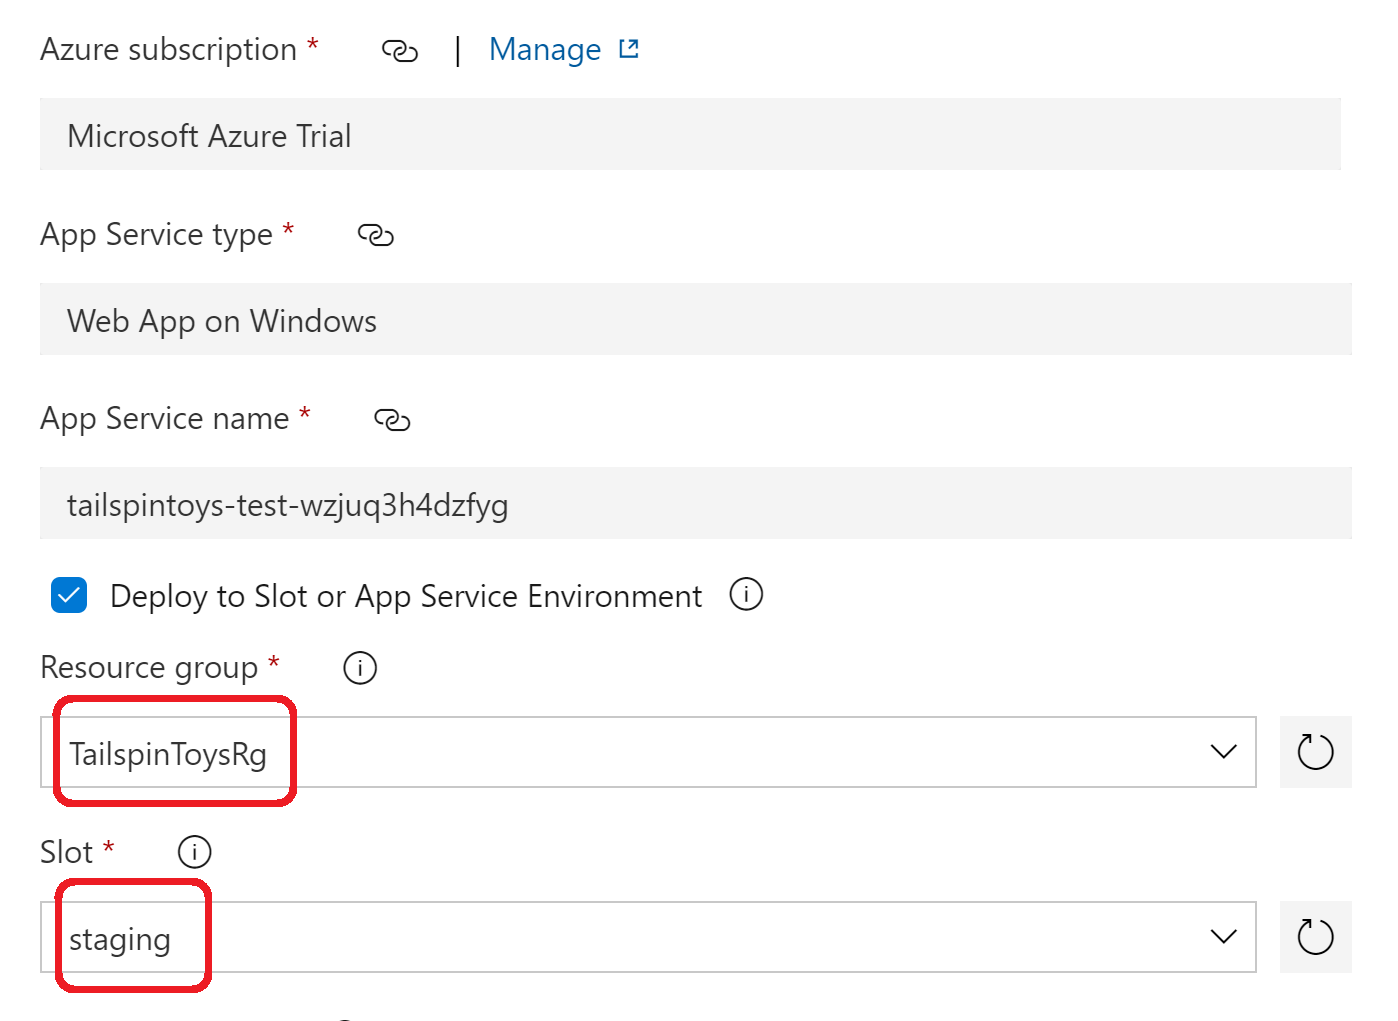 Azure subscription * | Manage
Microsoft Azure Trial
App Service type *
Web App on Windows
App Service name *
tailspintoys-test-wzjuq3h4dzfyg
Deploy to Slot or App Service Environment
Resource group *
TailspinToysRg
Slot *
staging